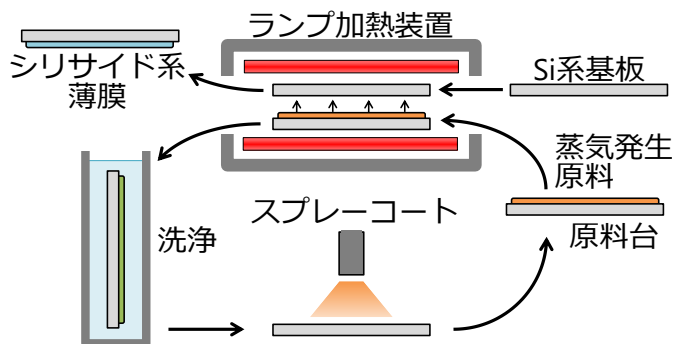 ランプ加熱装置
シリサイド系
薄膜
Si系基板
蒸気発生
原料
原料台
スプレーコート
洗浄